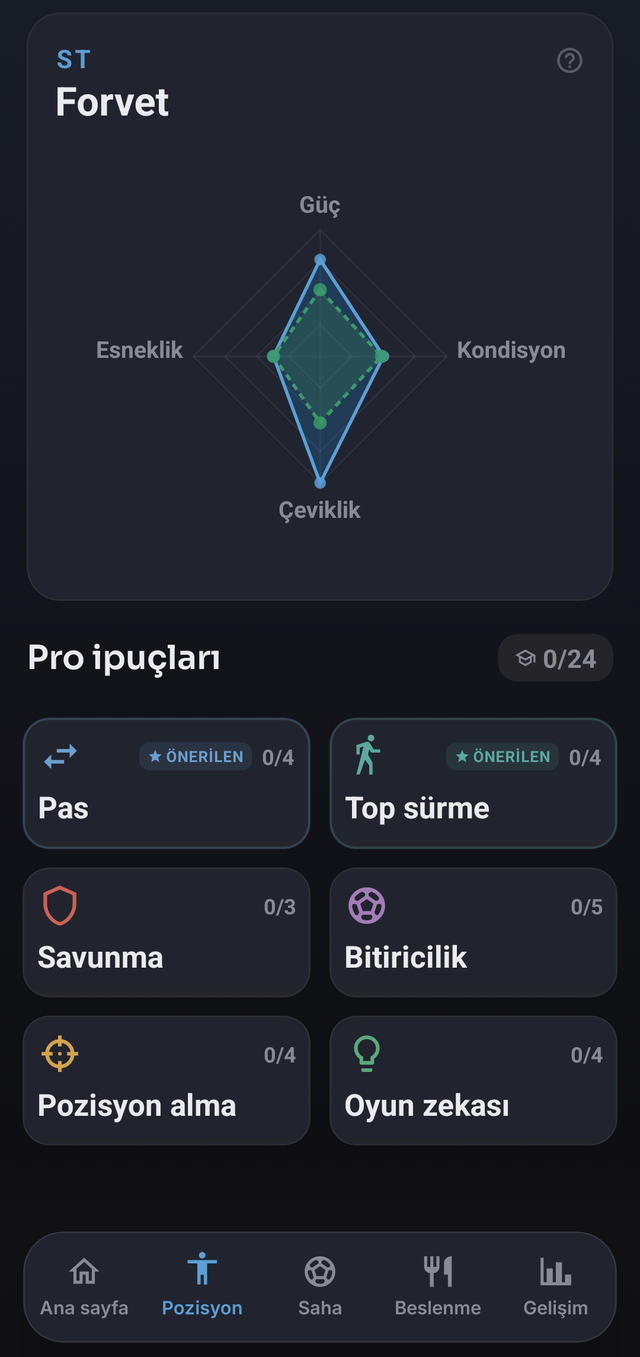 ST
Forvet
Güç
Esneklik
Kondisyon
Çeviklik
Pro ipuçları
0/24
ÖNERİLEN 0/4
Pas
ÖNERİLEN 0/4
Top sürme
0/3
Savunma
0/5
Bitiricilik
0/4
Pozisyon alma
0/4
Oyun zekası
Ana sayfa
Pozisyon
Saha
Beslenme
Gelişim